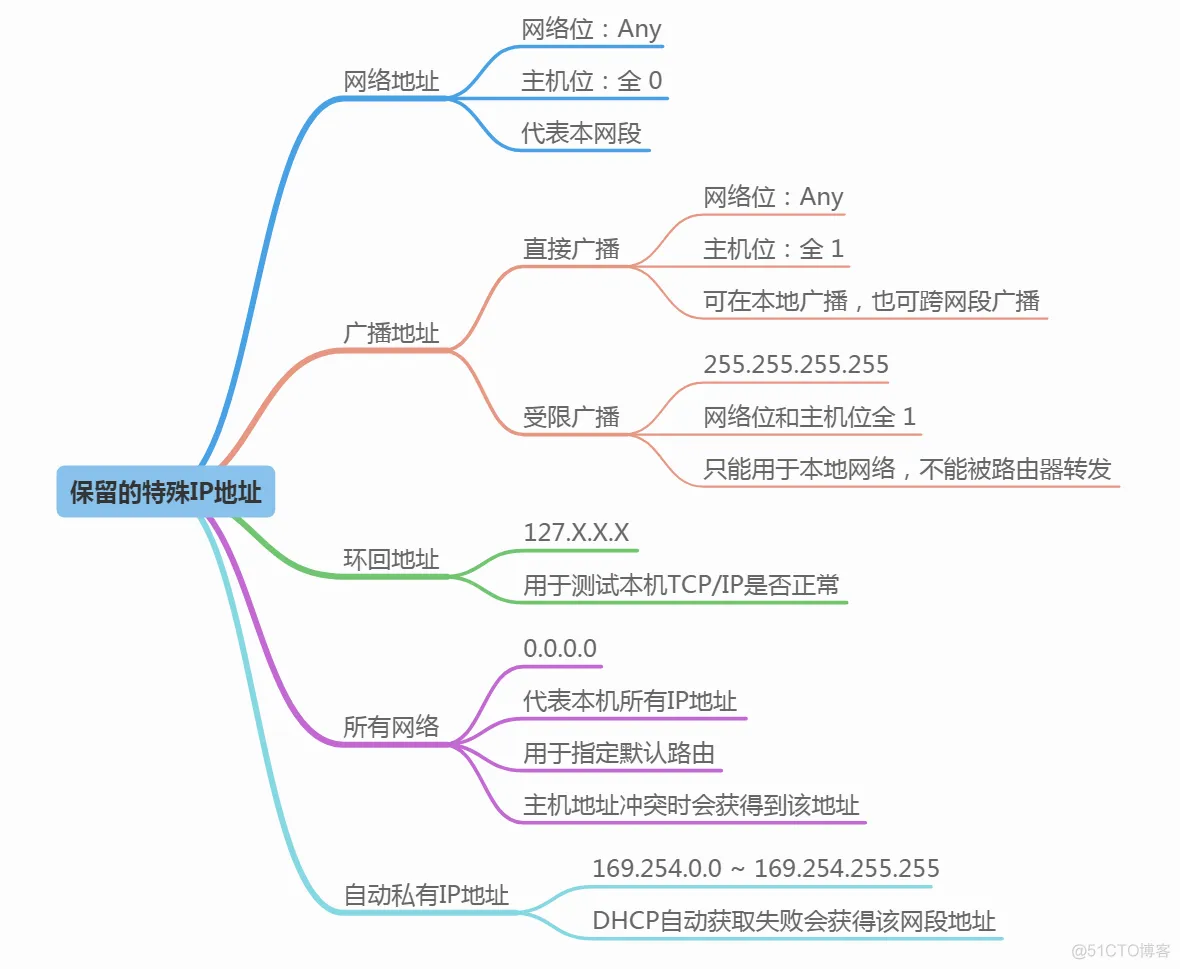 保留的特殊IP地址
网络地址
网络位：Any
主机位：全 0
代表本网段
广播地址
直接广播
网络位：Any
主机位：全 1
可在本地广播，也可跨网段广播
受限广播
255.255.255.255
网络位和主机位全 1
只能用于本地网络，不能被路由器转发
环回地址
127.X.X.X
用于测试本机TCP/IP是否正常
所有网络
0.0.0.0
代表本机所有IP地址
用于指定默认路由
主机地址冲突时会获得到该地址
自动私有IP地址
169.254.0.0 ~ 169.254.255.255
DHCP自动获取失败会获得该网段地址
@51CTO博客